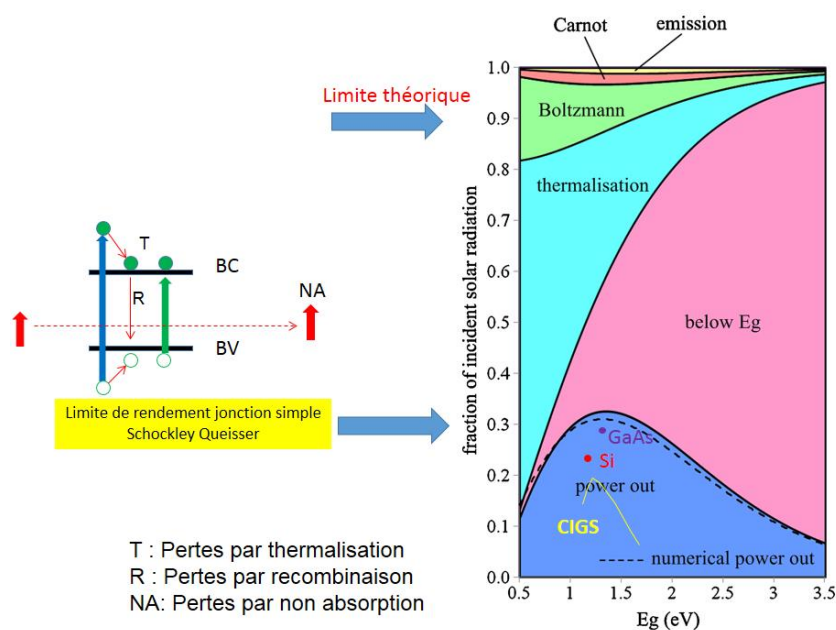 Carnot
emission
Limite théorique
1.0
0.9
0.8
0.7
0.6
0.5
0.4
0.3
0.2
0.1
0.0
fraction of incident solar radiation
Boltzmann
thermalisation
below Eg
GaAs
Si
power out
CIGS
numerical power out
0.5
1
1.5
2
2.5
3
3.5
Eg (eV)
T
BC
R
NA
BV
Limite de rendement jonction simple
Schockley Queisser
T : Pertes par thermalisation
R : Pertes par recombinaison
NA: Pertes par non absorption